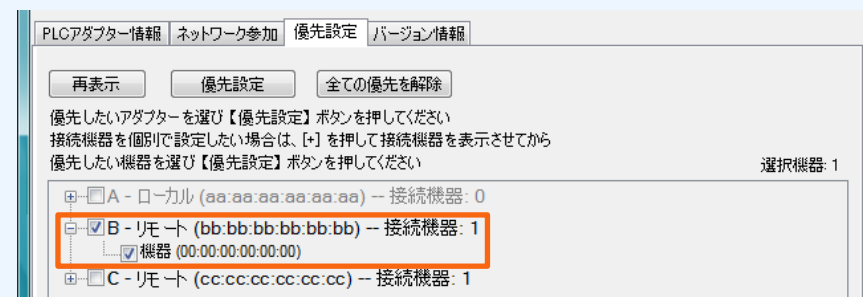 PLCアダプター情報 ネットワーク参加 優先設定 バージョン情報
再表示 優先設定 全ての優先を解除
優先したいアダプターを選び【優先設定】ボタンを押してください
接続機器を個別で設定したい場合は、[+] を押して接続機器を表示させてから
優先したい機器を選び【優先設定】ボタンを押してください 選択機器: 1
A - ローカル (aa:aa:aa:aa:aa:aa) -- 接続機器: 0
B - リモート (bb:bb:bb:bb:bb:bb) -- 接続機器: 1
機器 (00:00:00:00:00:00)
C - リモート (cc:cc:cc:cc:cc:cc) -- 接続機器: 1